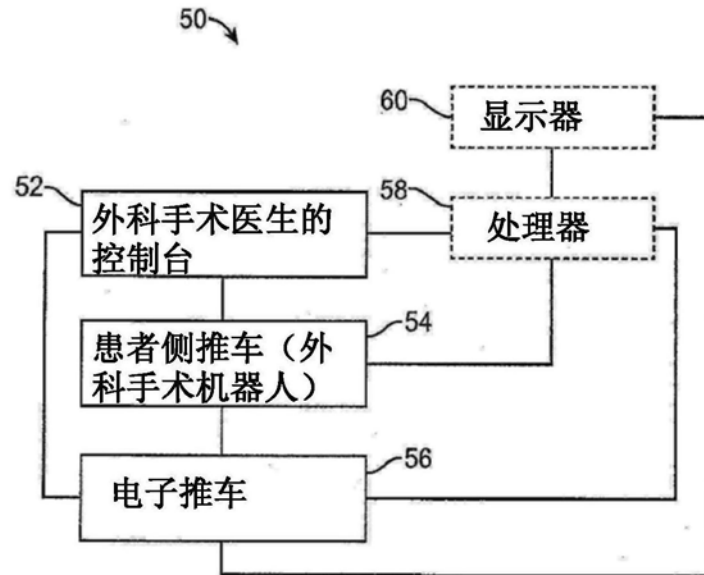 50
60
显示器
52
58
外科手术医生的
控制台
处理器
54
患者侧推车（外
科手术机器人）
56
电子推车